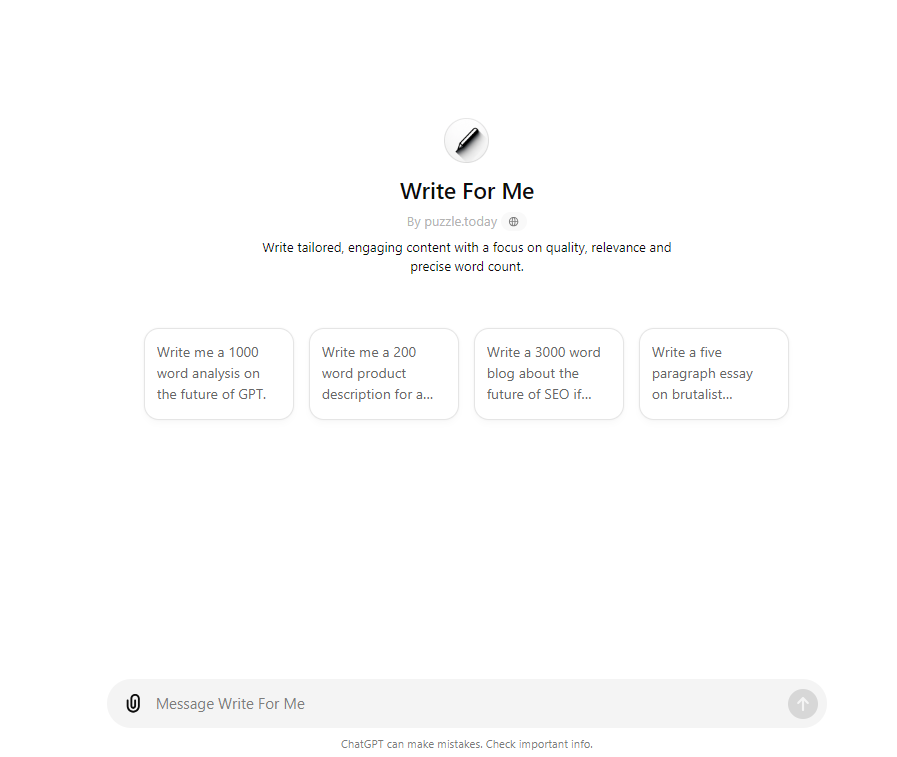 Write For Me
By puzzle.today
Write tailored, engaging content with a focus on quality, relevance and
precise word count.
Write me a 1000
word analysis on
the future of GPT.
Write me a 200
word product
description for a...
Write a 3000 word
blog about the
future of SEO if...
Write a five
paragraph essay
on brutalist...
Message Write For Me
ChatGPT can make mistakes. Check important info.